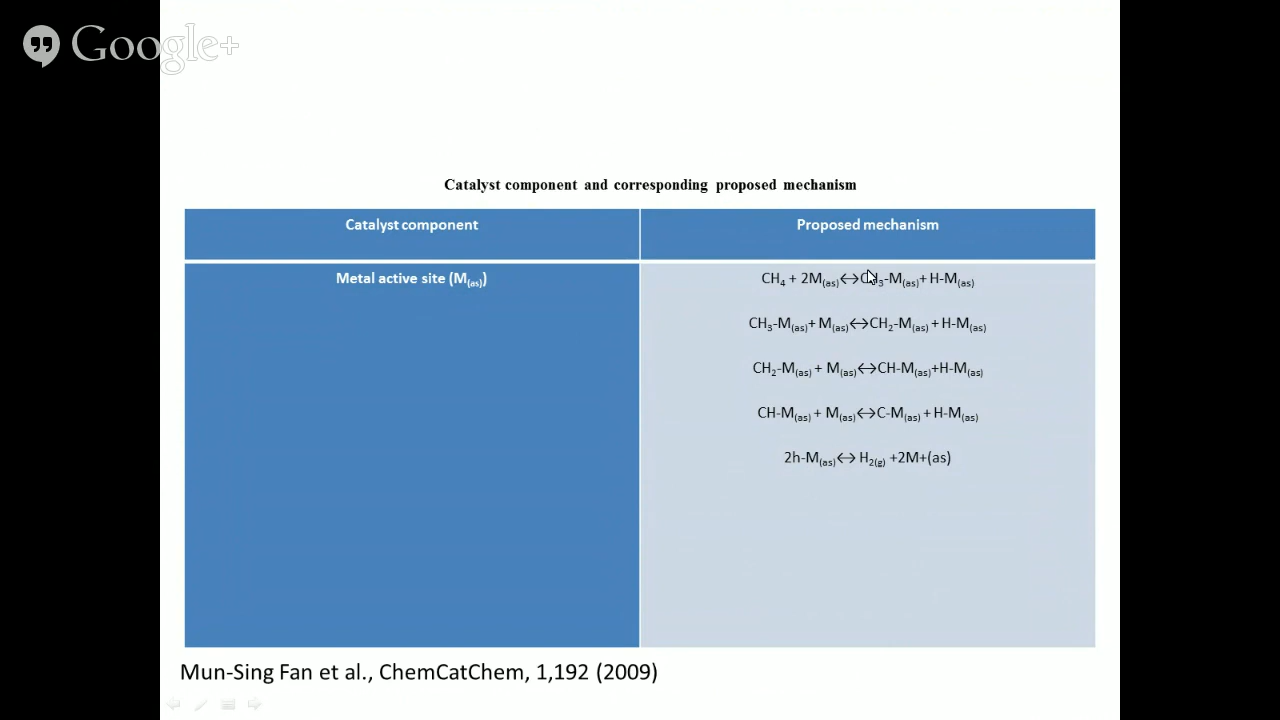 Google+
Catalyst component and corresponding proposed mechanism
Catalyst component
Proposed mechanism
Metal active site (M(as))
CH4 + 2M(as)↔CH3-M(as)+ H-M(as)
CH3-M(as)+ M(as)↔CH2-M(as) + H-M(as)
CH2-M(as) + M(as)↔CH-M(as)+H-M(as)
CH-M(as) + M(as)↔C-M(as) + H-M(as)
2h-M(as)↔ H2(g) +2M+(as)
Mun-Sing Fan et al., ChemCatChem, 1,192 (2009)